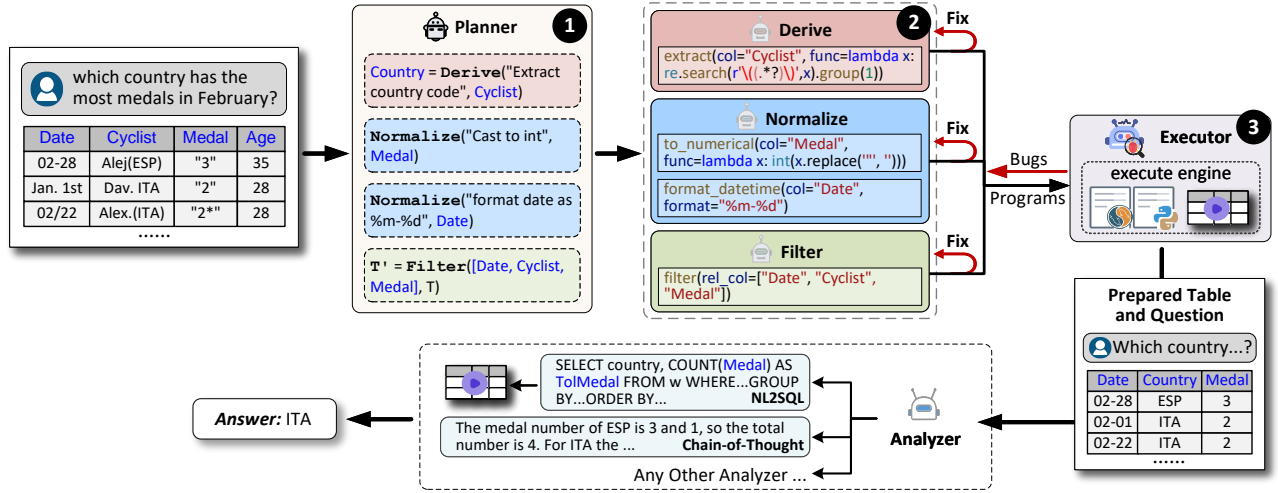 which country has the
most medals in February?
Date Cyclist Medal Age
02-28 Alej(ESP) "3" 35
Jan. 1st Dav. ITA "2" 28
02/22 Alex.(ITA) "2*" 28
......
Planner
1
Country = Derive("Extract
country code", Cyclist)
Normalize("Cast to int",
Medal)
Normalize("format date as
%m-%d", Date)
T' = Filter([Date, Cyclist,
Medal], T)
2
Derive
extract(col="Cyclist", func=lambda x:
re.search(r'\((.*?)\)',x).group(1))
Fix
Normalize
to_numerical(col="Medal",
func=lambda x: int(x.replace('"', '')))
format_datetime(col="Date",
format="%m-%d")
Fix
Filter
filter(rel_col=["Date", "Cyclist",
"Medal"])
Fix
Bugs
Programs
3
Executor
execute engine
Prepared Table
and Question
Which country...?
Date Country Medal
02-28 ESP 3
02-01 ITA 2
02-22 ITA 2
......
Analyzer
SELECT country, COUNT(Medal) AS
TolMedal FROM w WHERE...GROUP
BY...ORDER BY... NL2SQL
The medal number of ESP is 3 and 1, so the total
number is 4. For ITA the ... Chain-of-Thought
Any Other Analyzer ...
Answer: ITA